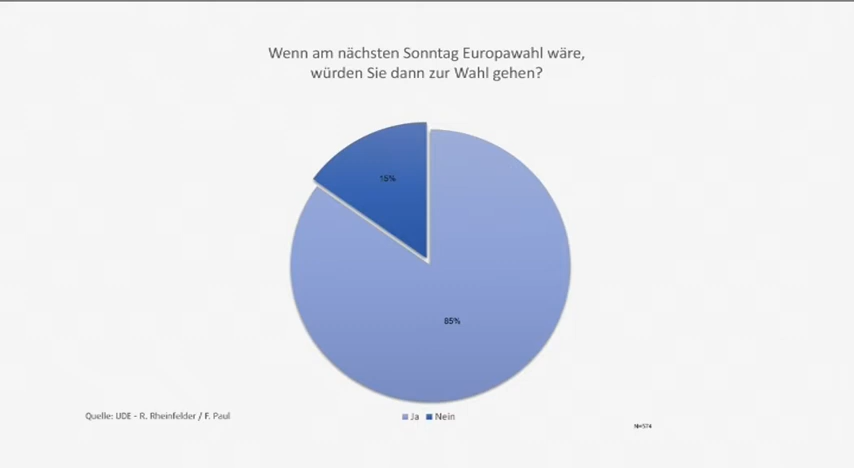 Wenn am nächsten Sonntag Europawahl wäre,
würden Sie dann zur Wahl gehen?
15%
85%
Ja Nein
Quelle: UDE - R. Rheinfelder / F. Paul
N=574